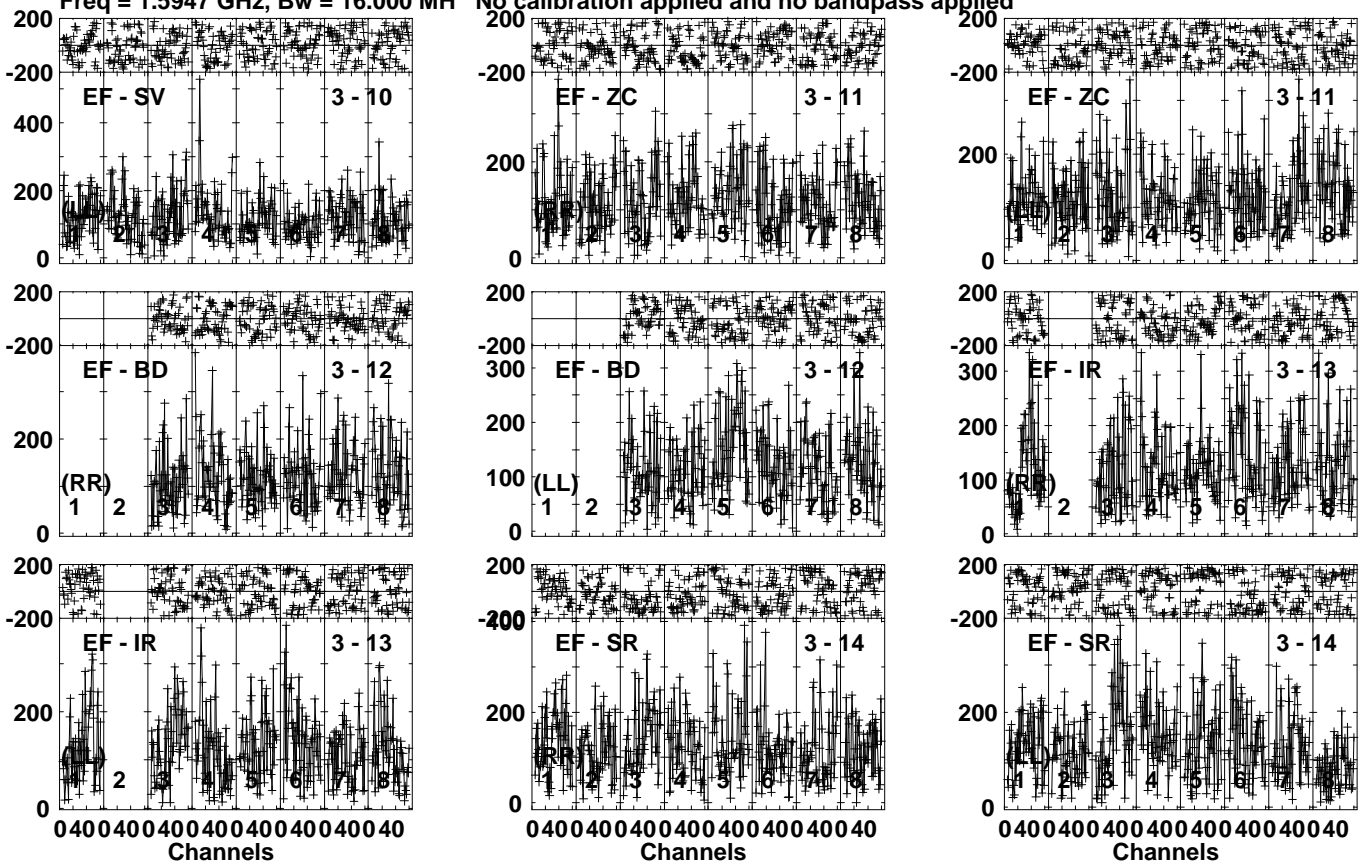 Freq = 1.5947 GHz, Bw = 16.000 MH No calibration applied and no bandpass applied
200 200 200
-200 -200 -200
EF - SV 3 - 10 EF - ZC 3 - 11 EF - ZC 3 - 11
400
200 200 200
(LL) (RR) (LL)
1 2 3 4 5 6 7 8 1 2 3 4 5 6 7 8 1 2 3 4 5 6 7 8
0 0 0
200 200 200
-200 -200 -200
EF - BD 3 - 12 EF - BD 3 - 12 EF - IR 3 - 13
300 300
200 200 200
100 100
(RR) (LL) (RR)
1 2 3 4 5 6 7 8 1 2 3 4 5 6 7 8 1 2 3 4 5 6 7 8
0 0 0
200 200 200
-200 -200 -200
400
EF - IR 3 - 13 EF - SR 3 - 14 EF - SR 3 - 14
200 200 200
(LL) (RR) (LL)
1 2 3 4 5 6 7 8 1 2 3 4 5 6 7 8 1 2 3 4 5 6 7 8
0 0 0
0 40 0 40 0 40 0 40 0 40 0 40 0 40 0 40 0 40 0 40 0 40 0 40 0 40 0 40 0 40 0 40 0 40 0 40 0 40 0 40 0 40 0 40 0 40 0 40
Channels Channels Channels